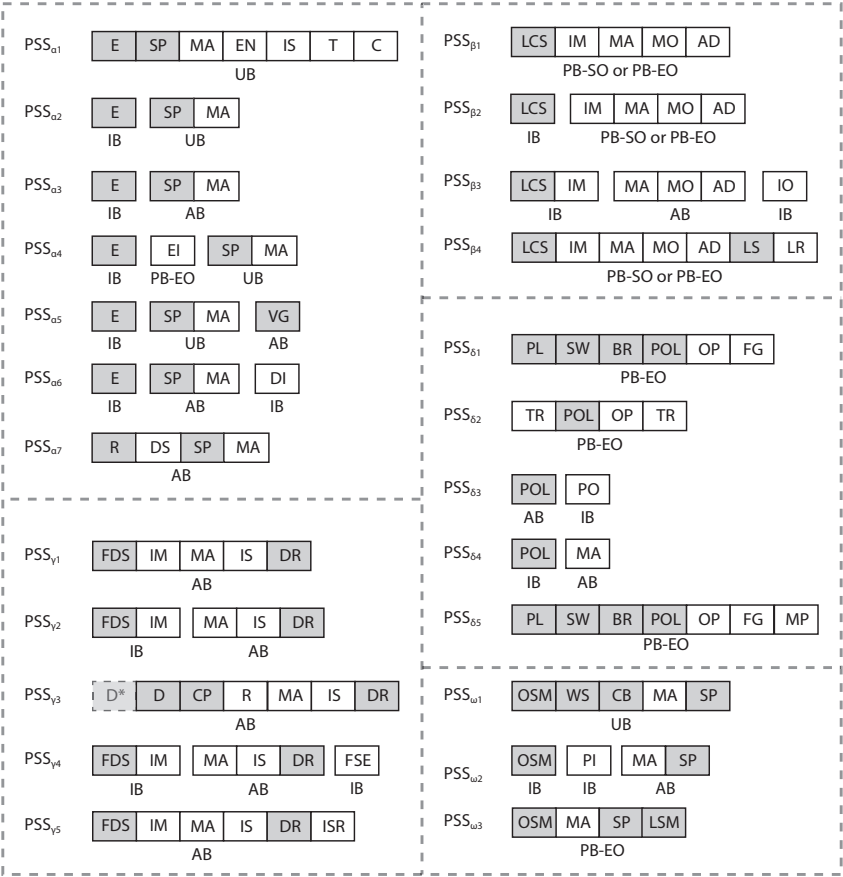 PSSα1 E SP MA EN IS T C
UB
PSSα2 E SP MA
IB UB
PSSα3 E SP MA
IB AB
PSSα4 E EI SP MA
IB PB-EO UB
PSSα5 E SP MA VG
IB UB AB
PSSα6 E SP MA DI
IB AB IB
PSSα7 R DS SP MA
AB
PSSγ1 FDS IM MA IS DR
AB
PSSγ2 FDS IM MA IS DR
IB AB
PSSγ3 D* D CP R MA IS DR
AB
PSSγ4 FDS IM MA IS DR FSE
IB AB IB
PSSγ5 FDS IM MA IS DR ISR
AB
PSSβ1 LCS IM MA MO AD
PB-SO or PB-EO
PSSβ2 LCS IM MA MO AD
IB PB-SO or PB-EO
PSSβ3 LCS IM MA MO AD IO
IB AB IB
PSSβ4 LCS IM MA MO AD LS LR
PB-SO or PB-EO
PSSδ1 PL SW BR POL OP FG
PB-EO
PSSδ2 TR POL OP TR
PB-EO
PSSδ3 POL PO
AB IB
PSSδ4 POL MA
IB AB
PSSδ5 PL SW BR POL OP FG MP
PB-EO
PSSω1 OSM WS CB MA SP
UB
PSSω2 OSM PI MA SP
IB IB AB
PSSω3 OSM MA SP LSM
PB-EO